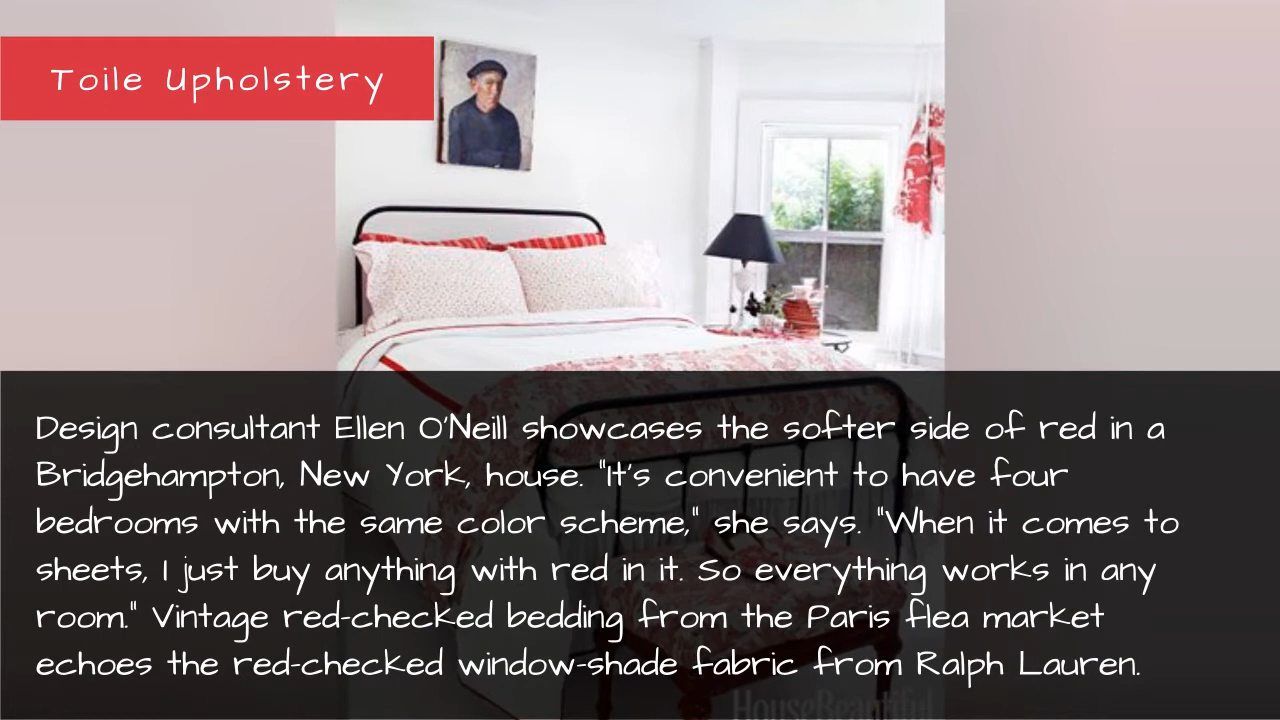 Toile Upholstery
Design consultant Ellen O'Neill showcases the softer side of red in a
Bridgehampton, New York, house. "It's convenient to have four
bedrooms with the same color scheme," she says. "When it comes to
sheets, I just buy anything with red in it. So everything works in any
room." Vintage red-checked bedding from the Paris flea market
echoes the red-checked window-shade fabric from Ralph Lauren.
HouseBeautiful